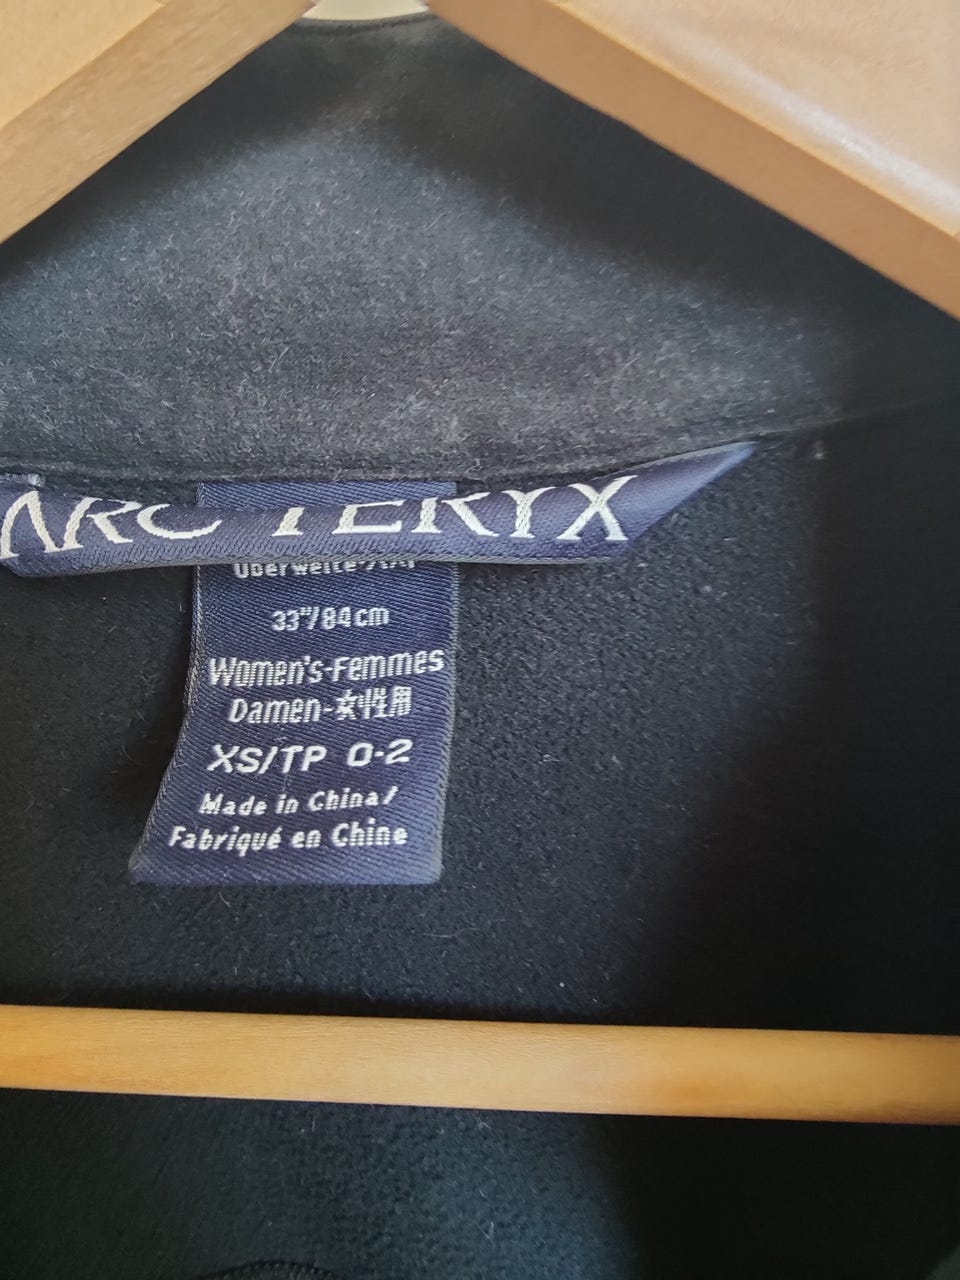 ARC'TERYX
33"/84cm
Women's-Femmes
Damen-女性用
XS/TP 0-2
Made in China/
Fabriqué en Chine